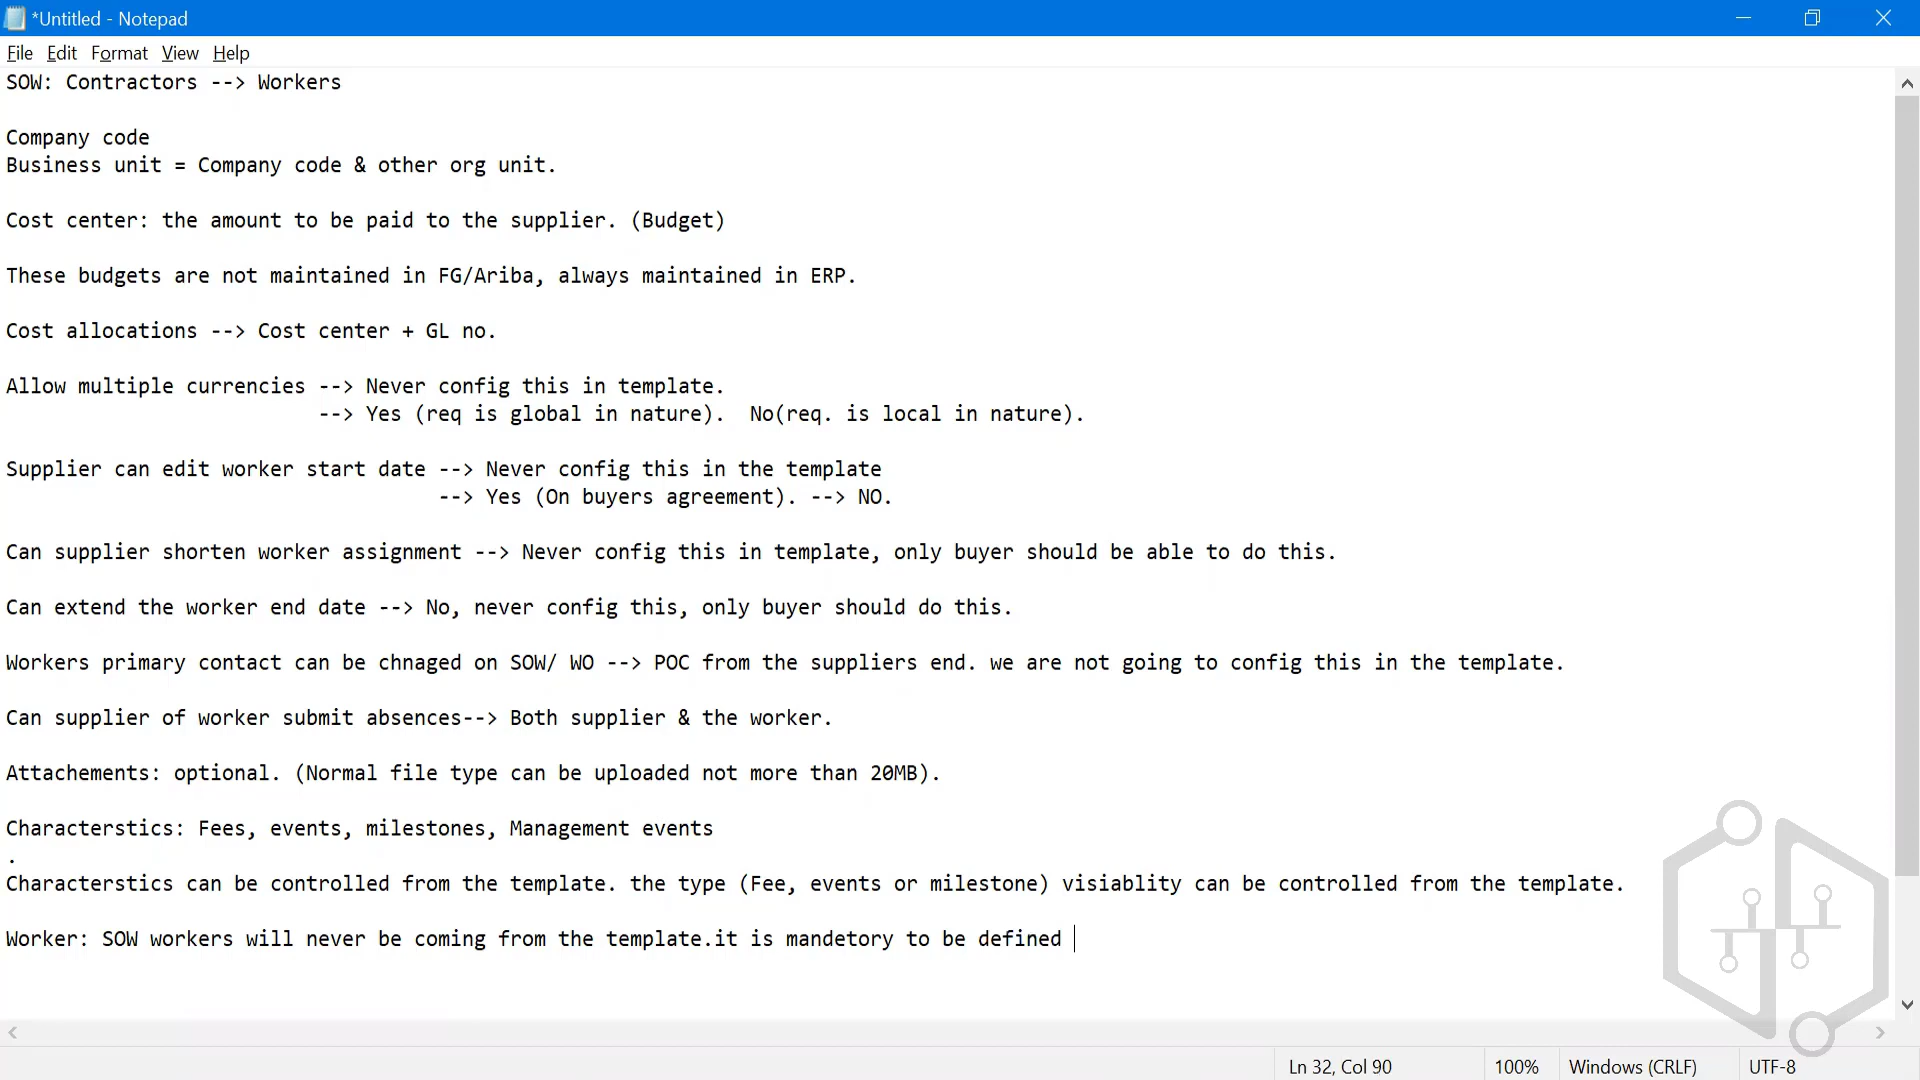 *Untitled - Notepad
File Edit Format View Help
SOW: Contractors --> Workers
Company code
Business unit = Company code & other org unit.
Cost center: the amount to be paid to the supplier. (Budget)
These budgets are not maintained in FG/Ariba, always maintained in ERP.
Cost allocations --> Cost center + GL no.
Allow multiple currencies --> Never config this in template.
--> Yes (req is global in nature). No(req. is local in nature).
Supplier can edit worker start date --> Never config this in the template
--> Yes (On buyers agreement). --> NO.
Can supplier shorten worker assignment --> Never config this in template, only buyer should be able to do this.
Can extend the worker end date --> No, never config this, only buyer should do this.
Workers primary contact can be chnaged on SOW/ WO --> POC from the suppliers end. we are not going to config this in the template.
Can supplier of worker submit absences--> Both supplier & the worker.
Attachements: optional. (Normal file type can be uploaded not more than 20MB).
Characterstics: Fees, events, milestones, Management events
.
Characterstics can be controlled from the template. the type (Fee, events or milestone) visiablity can be controlled from the template.
Worker: SOW workers will never be coming from the template.it is mandetory to be defined
Ln 32, Col 90 100% Windows (CRLF) UTF-8